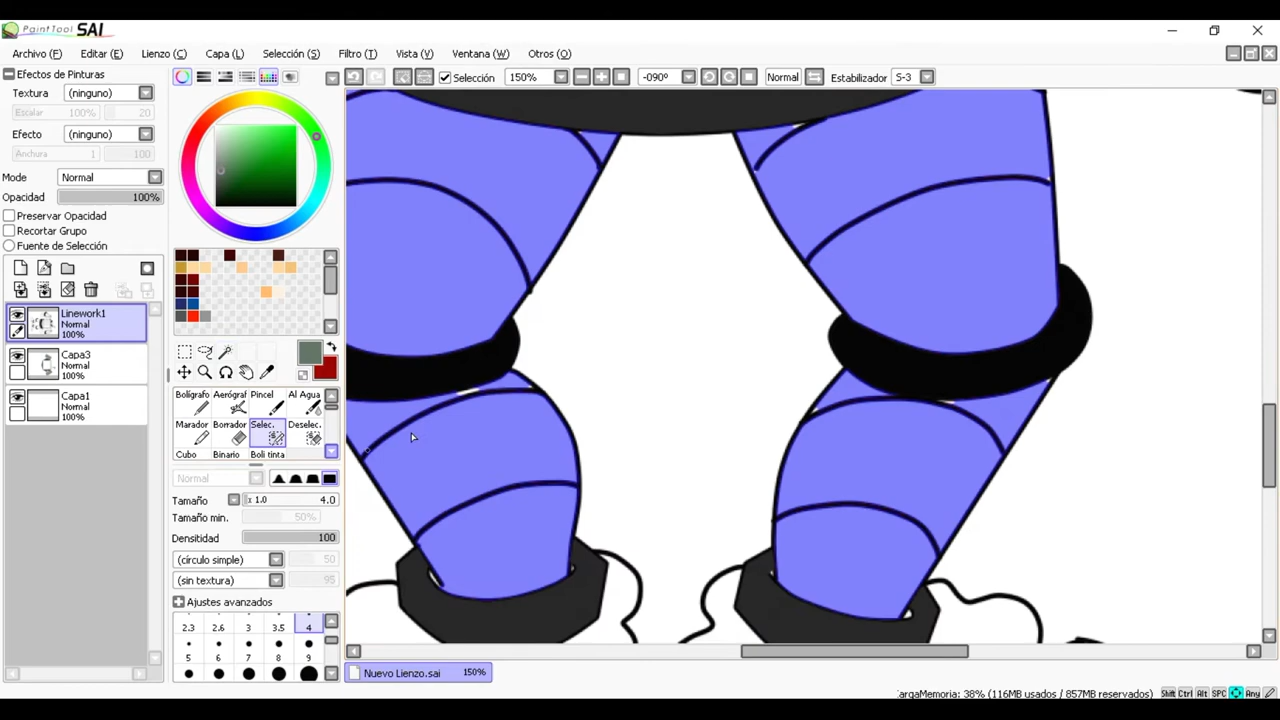 PaintTool SAI
Archivo (F) Editar (E) Lienzo (C) Capa (L) Selección (S) Filtro (T) Vista (V) Ventana (W) Otros (O)
Efectos de Pinturas
Selección 150% -090º Normal Estabilizador S-3
Textura (ninguno)
Escalar 100% 20
Efecto (ninguno)
Anchura 1 100
Mode Normal
Opacidad 100%
Preservar Opacidad
Recortar Grupo
Fuente de Selección
Linework1
Normal
100%
Capa3
Normal
100%
Capa1
Normal
100%
Bolígrafo Aerógraf Pincel Al Agua
Marador Borrador Selec. Deselec.
Cubo Binario Boli tinta
Normal
Tamaño x 1.0 4.0
Tamaño min. 50%
Densitidad 100
(círculo simple) 50
(sin textura) 95
Ajustes avanzados
2.3 2.6 3 3.5 4
5 6 7 8 9
Nuevo Lienzo.sai 150%
CargaMemoria: 38% (116MB usados / 857MB reservados) Shift Ctrl Alt SPC Any